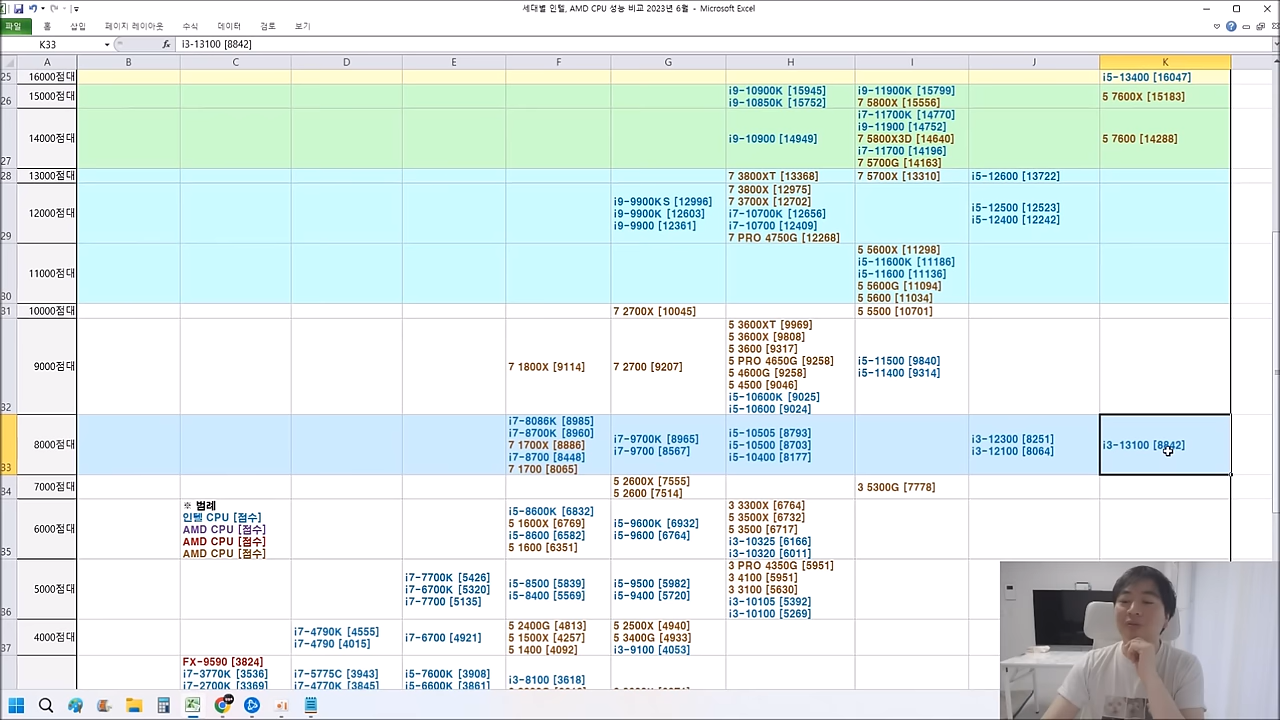 세대별 인텔, AMD CPU 성능 비교 2023년 6월 - Microsoft Excel
파일 홈 삽입 페이지 레이아웃 수식 데이터 검토 보기
K33 fx i3-13100 [8842]
A B C D E F G H I J K
25 16000점대
i5-13400 [16047]
26 15000점대
i9-10900K [15945]
i9-10850K [15752]
i9-11900K [15799]
7 5800X [15556]
5 7600X [15183]
27 14000점대
i9-10900 [14949]
i7-11700K [14770]
i9-11900 [14752]
7 5800X3D [14640]
i7-11700 [14196]
7 5700G [14163]
5 7600 [14288]
28 13000점대
7 3800XT [13368]
7 5700X [13310]
i5-12600 [13722]
29 12000점대
i9-9900KS [12996]
i9-9900K [12603]
i9-9900 [12361]
7 3800X [12975]
7 3700X [12702]
i7-10700K [12656]
i7-10700 [12409]
7 PRO 4750G [12268]
i5-12500 [12523]
i5-12400 [12242]
30 11000점대
5 5600X [11298]
i5-11600K [11186]
i5-11600 [11136]
5 5600G [11094]
5 5600 [11034]
31 10000점대
7 2700X [10045]
5 5500 [10701]
32 9000점대
7 1800X [9114]
7 2700 [9207]
5 3600XT [9969]
5 3600X [9808]
5 3600 [9317]
5 PRO 4650G [9258]
5 4600G [9258]
5 4500 [9046]
i5-10600K [9025]
i5-10600 [9024]
i5-11500 [9840]
i5-11400 [9314]
33 8000점대
i7-8086K [8985]
i7-8700K [8960]
7 1700X [8886]
i7-8700 [8448]
7 1700 [8065]
i7-9700K [8965]
i7-9700 [8567]
i5-10505 [8793]
i5-10500 [8703]
i5-10400 [8177]
i3-12300 [8251]
i3-12100 [8064]
i3-13100 [8842]
34 7000점대
5 2600X [7555]
5 2600 [7514]
3 5300G [7778]
35 6000점대
※ 범례
인텔 CPU [점수]
AMD CPU [점수]
AMD CPU [점수]
AMD CPU [점수]
i5-8600K [6832]
5 1600X [6769]
i5-8600 [6582]
5 1600 [6351]
i5-9600K [6932]
i5-9600 [6764]
3 3300X [6764]
5 3500X [6732]
5 3500 [6717]
i3-10325 [6166]
i3-10320 [6011]
36 5000점대
i7-7700K [5426]
i7-6700K [5320]
i7-7700 [5135]
i5-8500 [5839]
i5-8400 [5569]
i5-9500 [5982]
i5-9400 [5720]
3 PRO 4350G [5951]
3 4100 [5951]
3 3100 [5630]
i3-10105 [5392]
i3-10100 [5269]
37 4000점대
i7-4790K [4555]
i7-4790 [4015]
i7-6700 [4921]
5 2400G [4813]
5 1500X [4257]
5 1400 [4092]
5 2500X [4940]
5 3400G [4933]
i3-9100 [4053]
FX-9590 [3824]
i7-3770K [3536]
i7-2700K [3369]
i7-5775C [3943]
i7-4770K [3845]
i5-7600K [3908]
i5-6600K [3861]
i3-8100 [3618]